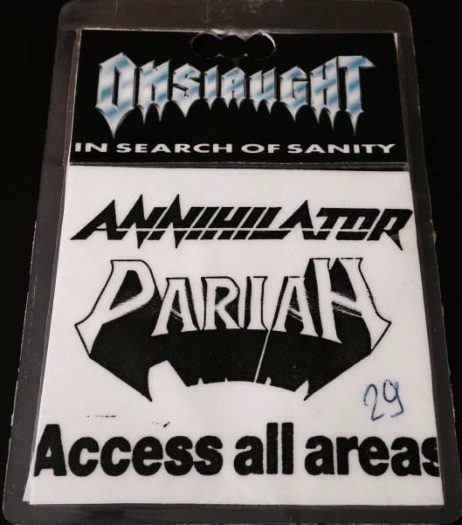 ONSLAUGHT
IN SEARCH OF SANITY
ANNIHILATOR
PARIAH
29
Access all areas